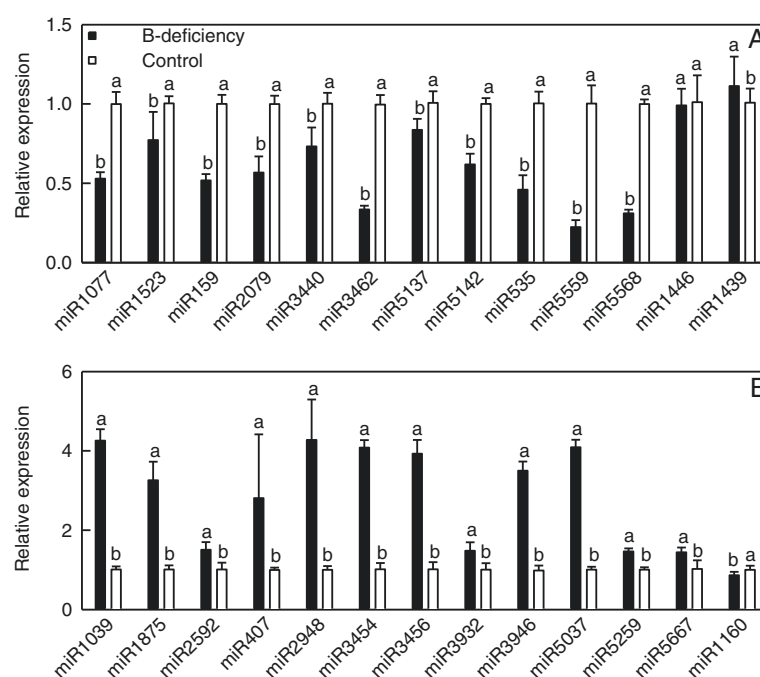 1.5
B-deficiency
Control
A
a a a a a a a a a a a a a a b
b b b b b b b b b b b
1.0
0.5
0.0
Relative expression
miR1077 miR1523 miR159 miR2079 miR3440 miR3462 miR5137 miR5142 miR535 miR5559 miR5568 miR1446 miR1439
6
a a a a a a a a a a a a b
b b b b b b b b b b b b a
4
2
0
Relative expression
miR1039 miR1875 miR2592 miR407 miR2948 miR3454 miR3456 miR3932 miR3946 miR5037 miR5259 miR5667 miR1160